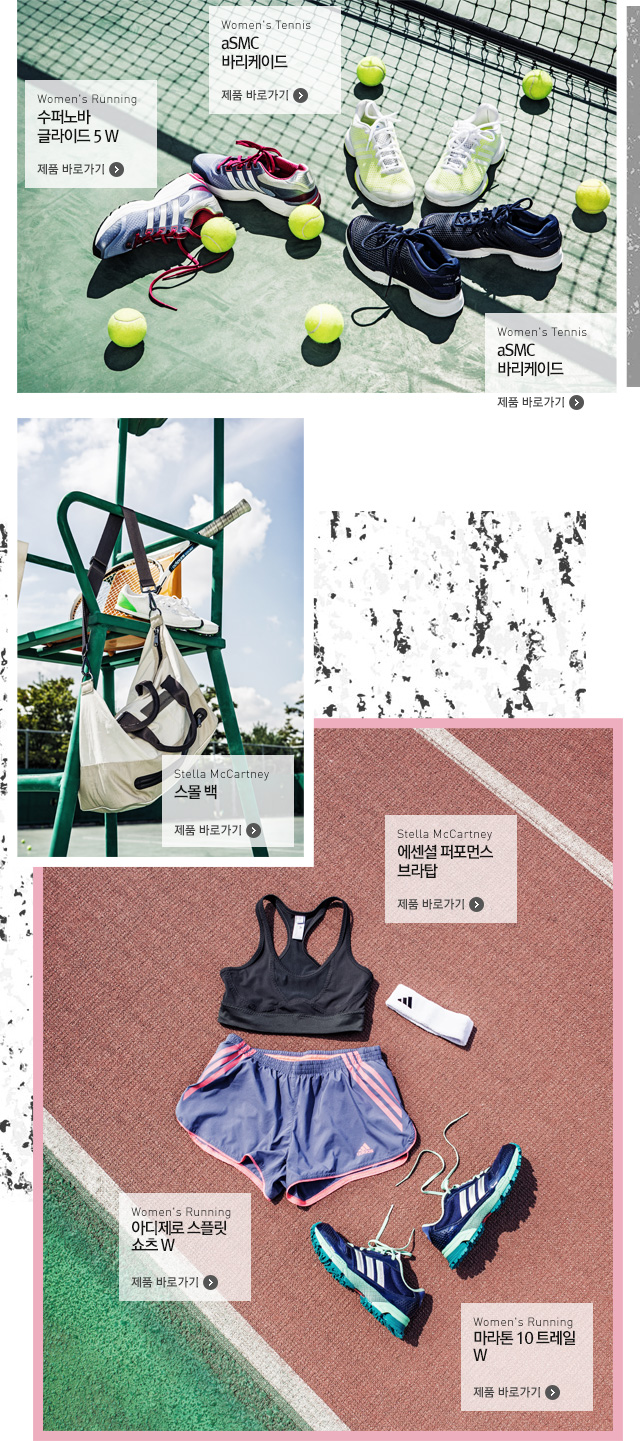 Women's Tennis
aSMC
바리케이드
제품 바로가기
Women's Running
수퍼노바
글라이드 5 W
제품 바로가기
Women's Tennis
aSMC
바리케이드
제품 바로가기
Stella McCartney
스몰 백
제품 바로가기
Stella McCartney
에센셜 퍼포먼스
브라탑
제품 바로가기
Women's Running
아디제로 스플릿
쇼츠 W
제품 바로가기
Women's Running
마라톤 10 트레일
W
제품 바로가기